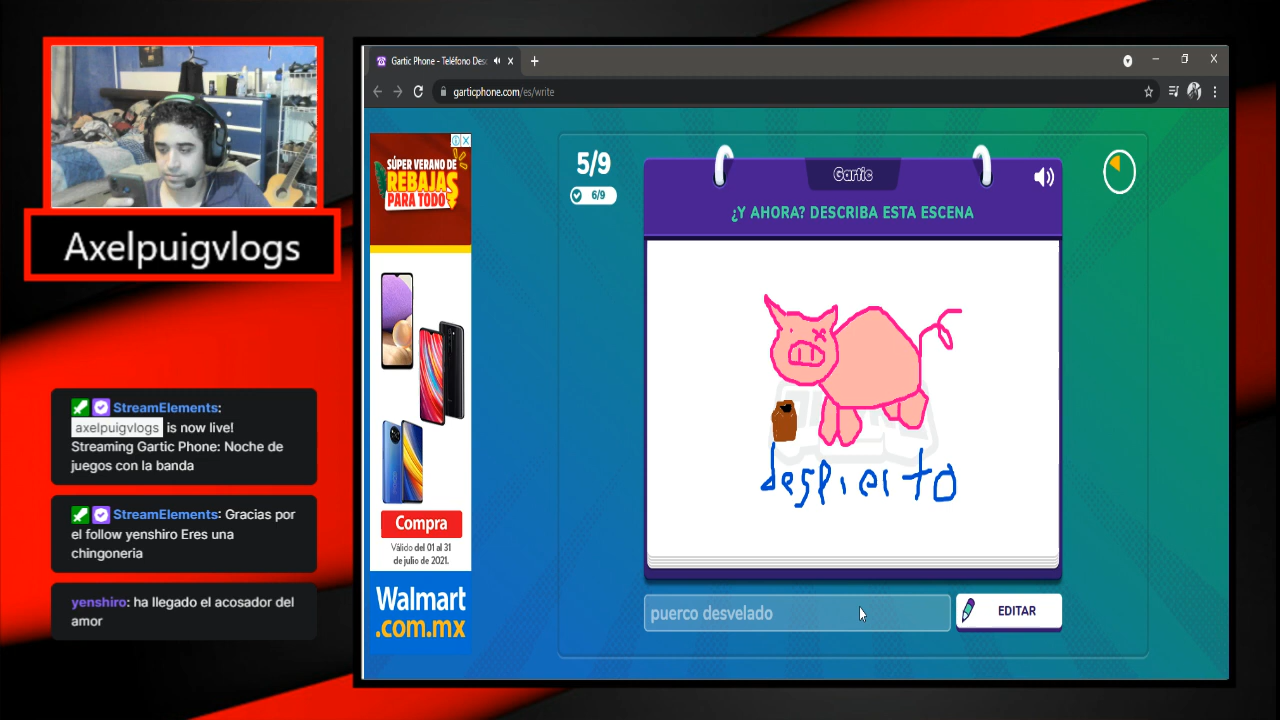 Axelpuigvlogs
StreamElements:
axelpuigvlogs is now live!
Streaming Gartic Phone: Noche de
juegos con la banda
StreamElements: Gracias por
el follow yenshiro Eres una
chingoneria
yenshiro: ha llegado el acosador del
amor
Gartic Phone - Teléfono Des
garticphone.com/es/write
SÚPER VERANO DE
REBAJAS
PARA TODO
Compra
Válido del 01 al 31
de julio de 2021.
Walmart
.com.mx
5/9
6/9
Gartic
¿Y AHORA? DESCRIBA ESTA ESCENA
despierto
puerco desvelado
EDITAR